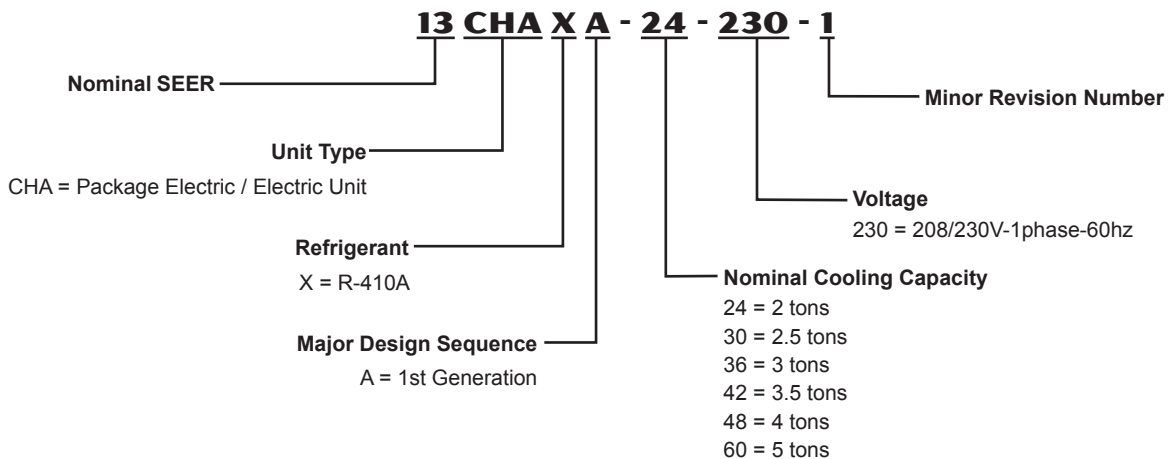 13 CHA X A - 24 - 230 - 1
Nominal SEER
Minor Revision Number
Unit Type
CHA = Package Electric / Electric Unit
Voltage
230 = 208/230V-1phase-60hz
Refrigerant
X = R-410A
Nominal Cooling Capacity
24 = 2 tons
30 = 2.5 tons
36 = 3 tons
42 = 3.5 tons
48 = 4 tons
60 = 5 tons
Major Design Sequence
A = 1st Generation